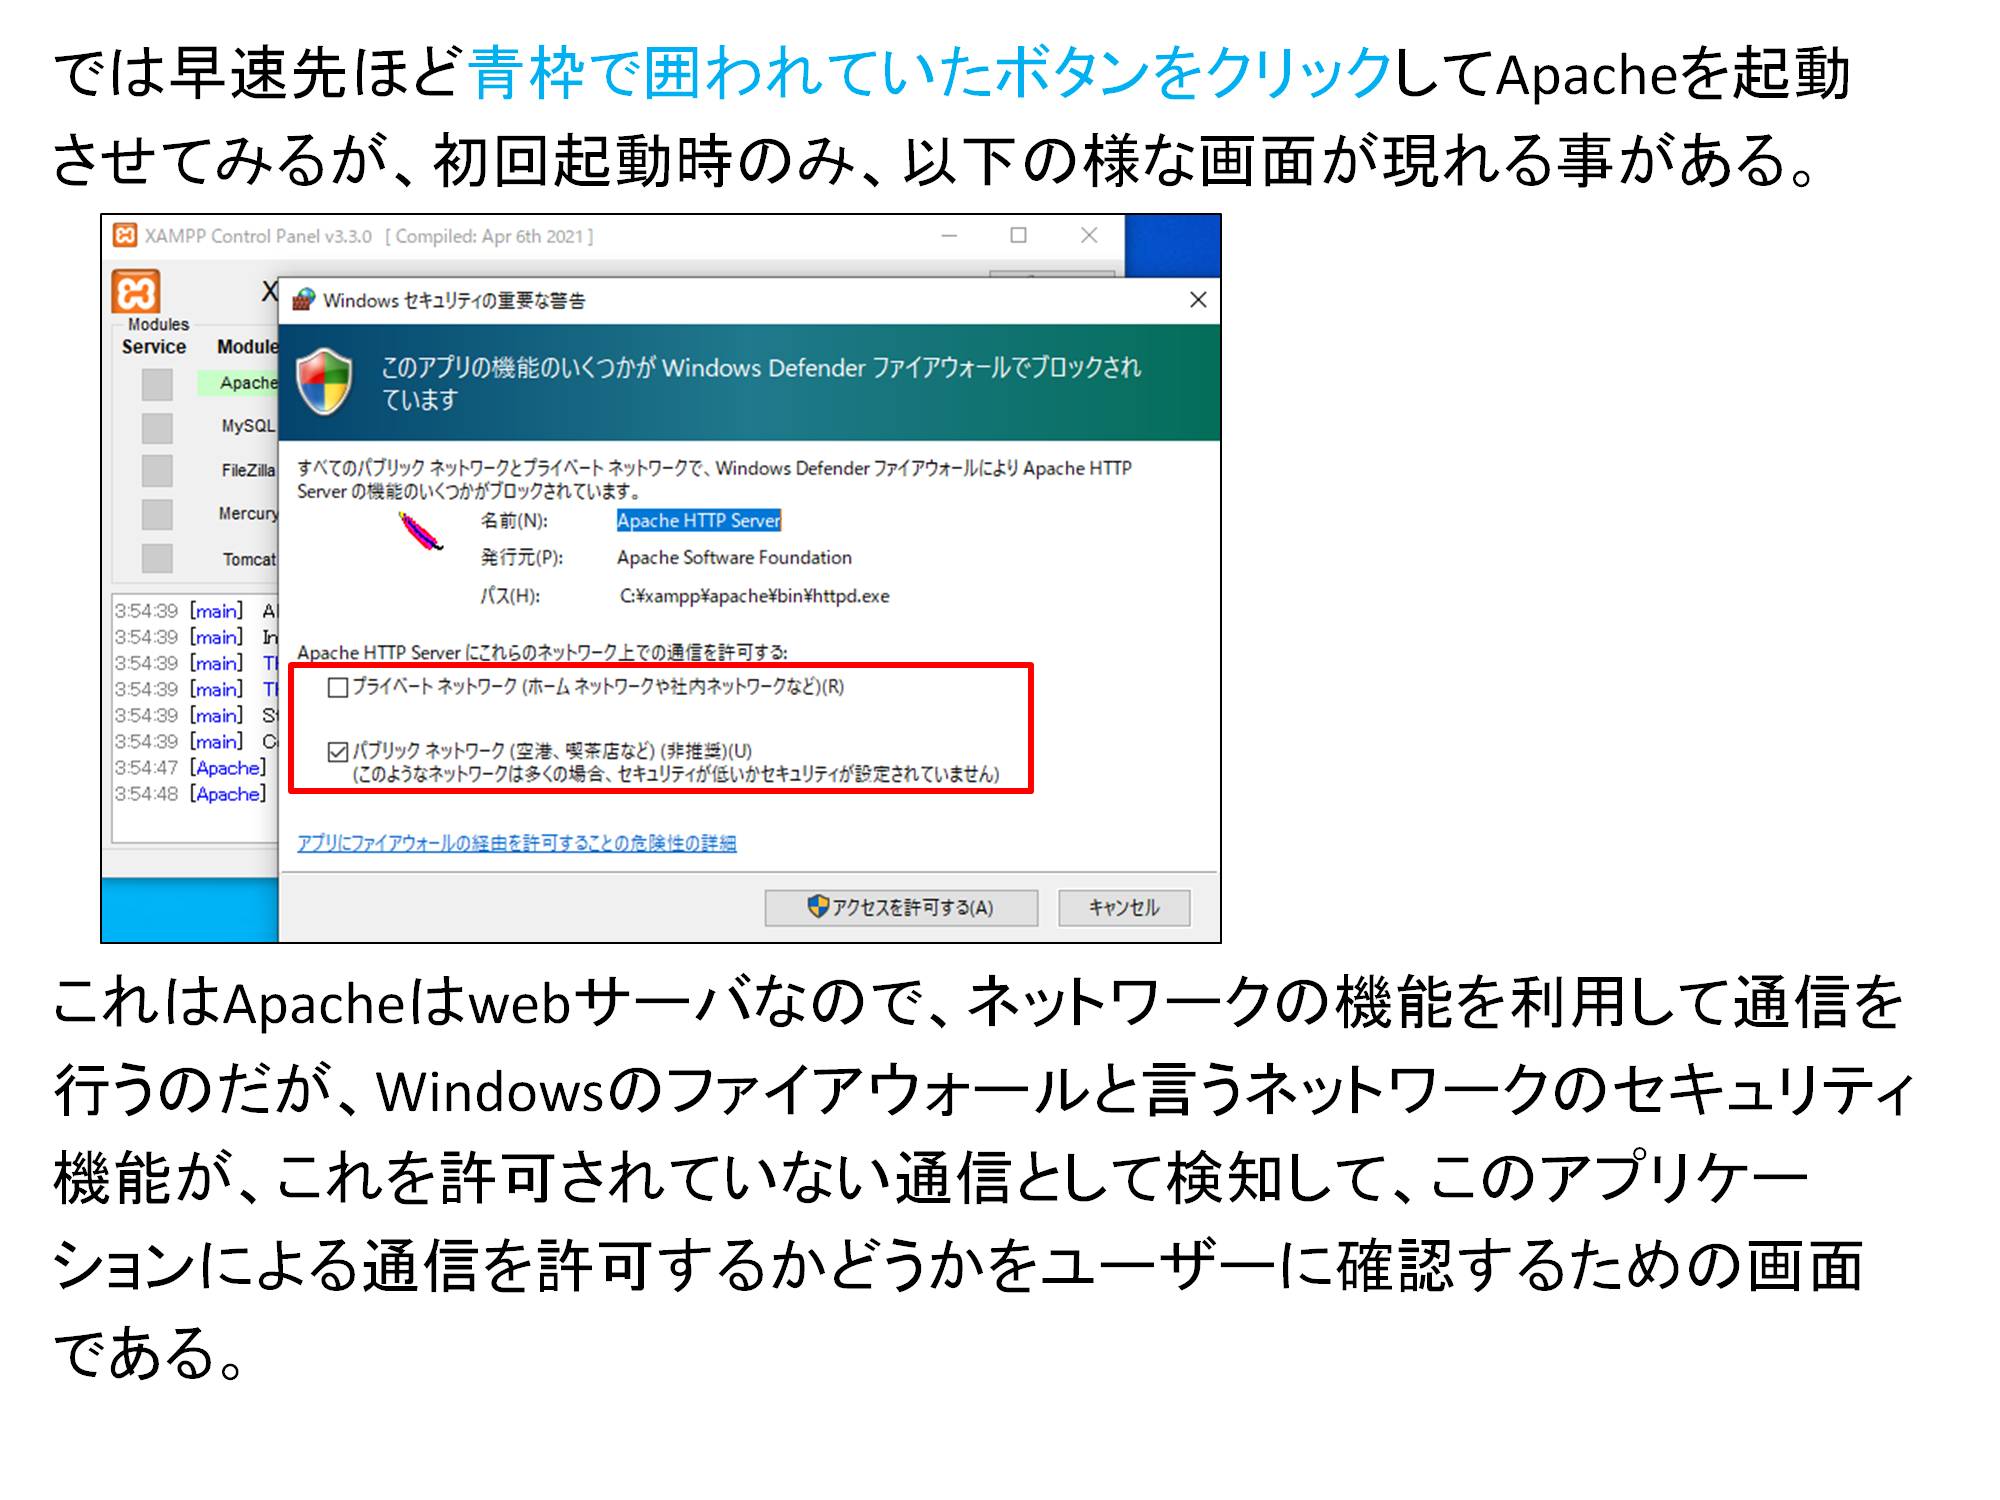 では早速先ほど青枠で囲われていたボタンをクリックしてApacheを起動
させてみるが、初回起動時のみ、以下の様な画面が現れる事がある。
XAMPP Control Panel v3.3.0 [ Compiled: Apr 6th 2021 ]
X
Windows セキュリティの重要な警告
Modules
Service Module
このアプリの機能のいくつかが Windows Defender ファイアウォールでブロックされ
ています
Apache
MySQL
FileZilla
Mercury
Tomcat
すべてのパブリック ネットワークとプライベート ネットワークで、Windows Defender ファイアウォールにより Apache HTTP
Server の機能のいくつかがブロックされています。
名前(N): Apache HTTP Server
発行元(P): Apache Software Foundation
パス(H): C:¥xampp¥apache¥bin¥httpd.exe
3:54:39 [main]
3:54:39 [main] In
3:54:39 [main]
3:54:39 [main]
3:54:39 [main]
3:54:39 [main]
3:54:47 [Apache]
3:54:48 [Apache]
Apache HTTP Server にこれらのネットワーク上での通信を許可する:
プライベート ネットワーク (ホーム ネットワークや社内ネットワークなど)(R)
パブリック ネットワーク (空港、喫茶店など) (非推奨)(U)
(このようなネットワークは多くの場合、セキュリティが低いかセキュリティが設定されていません)
アプリにファイアウォールの経由を許可することの危険性の詳細
アクセスを許可する(A) キャンセル
これはApacheはwebサーバなので、ネットワークの機能を利用して通信を
行うのだが、Windowsのファイアウォールと言うネットワークのセキュリティ
機能が、これを許可されていない通信として検知して、このアプリケー
ションによる通信を許可するかどうかをユーザーに確認するための画面
である。